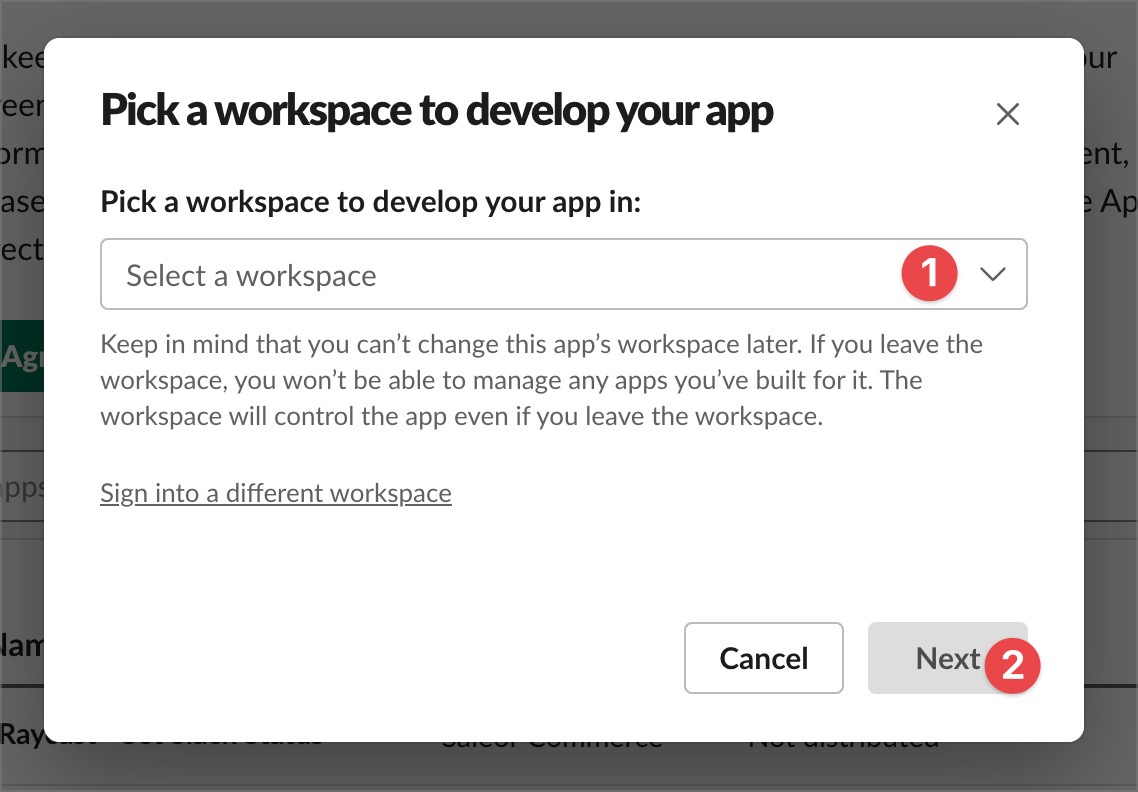 Pick a workspace to develop your app
Pick a workspace to develop your app in:
Select a workspace
1
Keep in mind that you can’t change this app’s workspace later. If you leave the
workspace, you won’t be able to manage any apps you’ve built for it. The
workspace will control the app even if you leave the workspace.
Sign into a different workspace
Cancel
Next
2